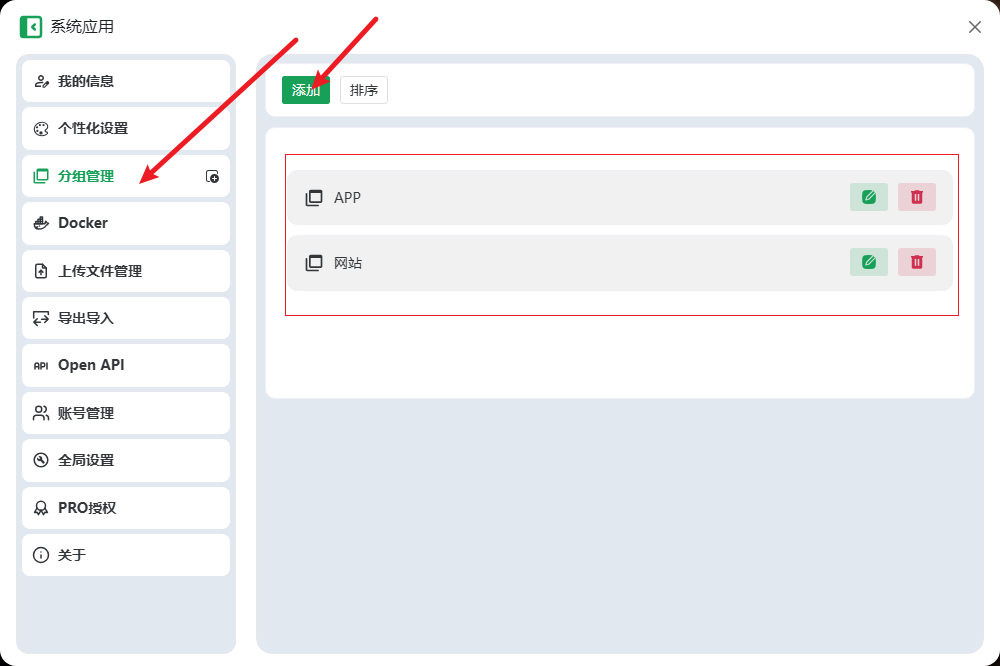 系统应用
我的信息
个性化设置
分组管理
Docker
上传文件管理
导出导入
API Open API
账号管理
全局设置
PRO授权
关于
添加
排序
APP
网站